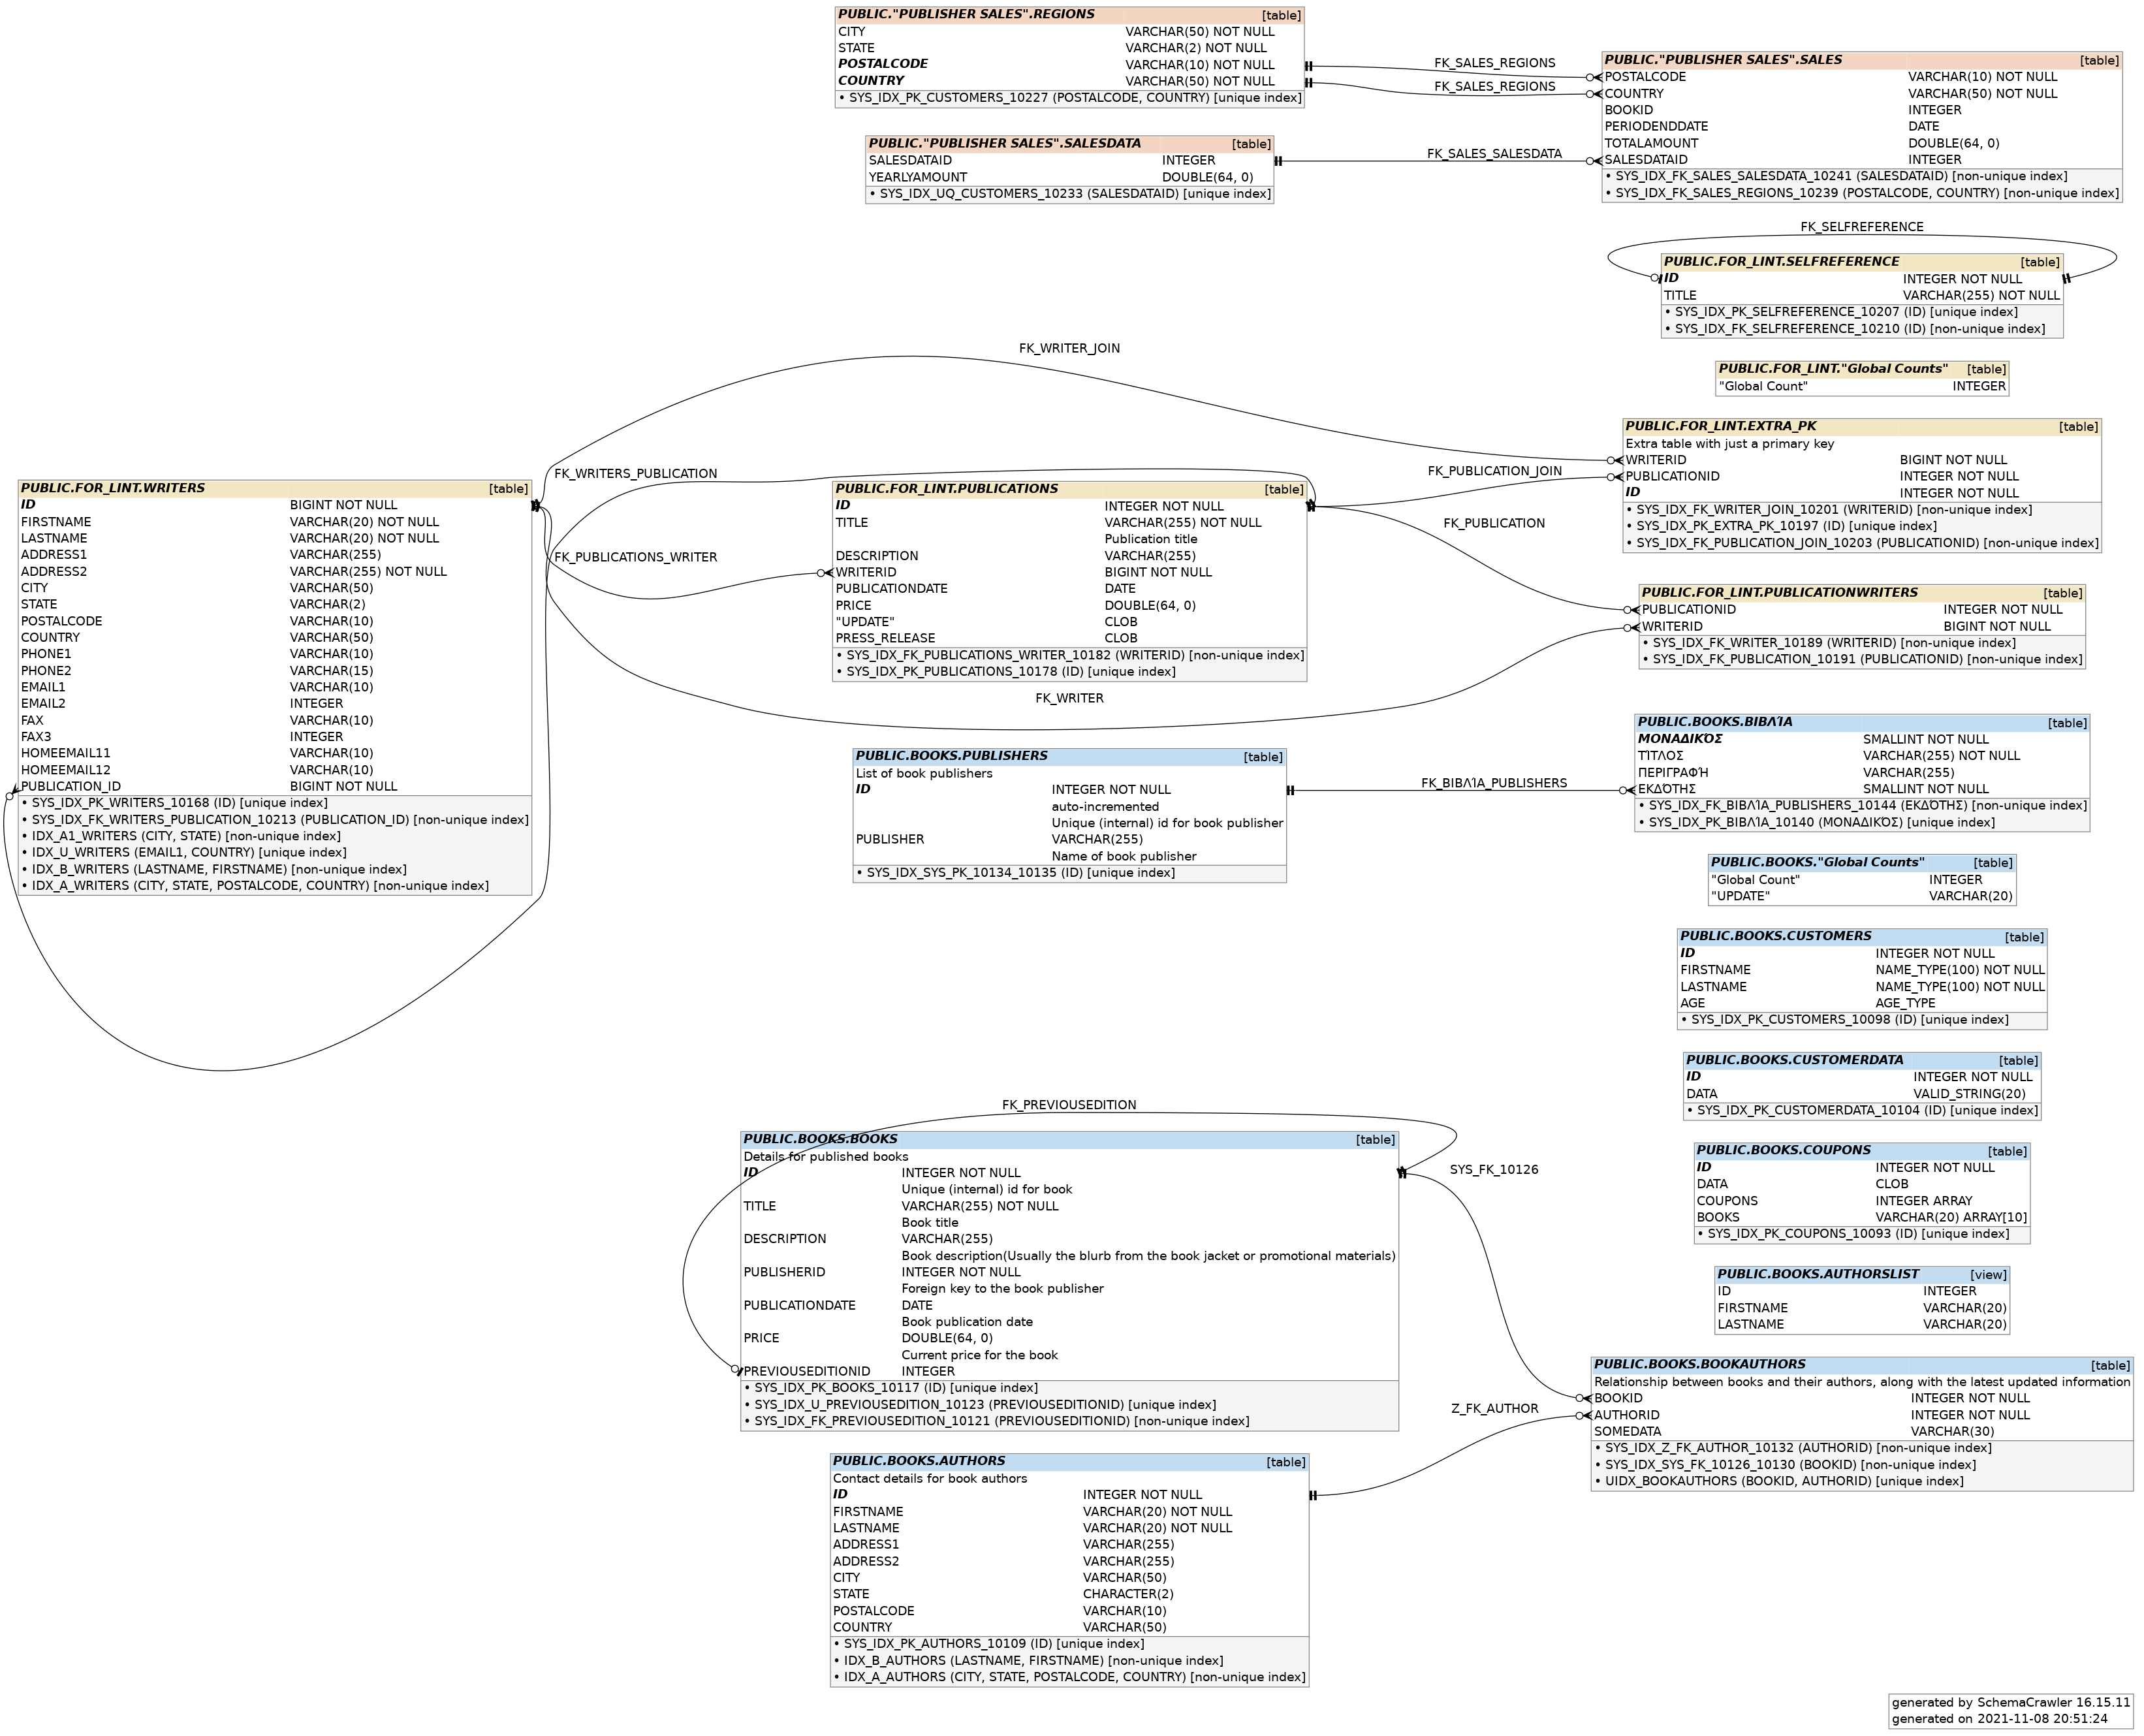 PUBLIC."PUBLISHER SALES".REGIONS [table]
CITY VARCHAR(50) NOT NULL
STATE VARCHAR(2) NOT NULL
POSTALCODE VARCHAR(10) NOT NULL
COUNTRY VARCHAR(50) NOT NULL
• SYS_IDX_PK_CUSTOMERS_10227 (POSTALCODE, COUNTRY) [unique index]
FK_SALES_REGIONS
FK_SALES_REGIONS
PUBLIC."PUBLISHER SALES".SALES [table]
POSTALCODE VARCHAR(10) NOT NULL
COUNTRY VARCHAR(50) NOT NULL
BOOKID INTEGER
PERIODENDDATE DATE
TOTALAMOUNT DOUBLE(64, 0)
SALESDATAID INTEGER
• SYS_IDX_FK_SALES_SALESDATA_10241 (SALESDATAID) [non-unique index]
• SYS_IDX_FK_SALES_REGIONS_10239 (POSTALCODE, COUNTRY) [non-unique index]
PUBLIC."PUBLISHER SALES".SALESDATA [table]
SALESDATAID INTEGER
YEARLYAMOUNT DOUBLE(64, 0)
• SYS_IDX_UQ_CUSTOMERS_10233 (SALESDATAID) [unique index]
FK_SALES_SALESDATA
FK_SELFREFERENCE
PUBLIC.FOR_LINT.SELFREFERENCE [table]
ID INTEGER NOT NULL
TITLE VARCHAR(255) NOT NULL
• SYS_IDX_PK_SELFREFERENCE_10207 (ID) [unique index]
• SYS_IDX_FK_SELFREFERENCE_10210 (ID) [non-unique index]
FK_WRITER_JOIN
PUBLIC.FOR_LINT."Global Counts" [table]
"Global Count" INTEGER
PUBLIC.FOR_LINT.EXTRA_PK [table]
Extra table with just a primary key
WRITERID BIGINT NOT NULL
PUBLICATIONID INTEGER NOT NULL
ID INTEGER NOT NULL
• SYS_IDX_FK_WRITER_JOIN_10201 (WRITERID) [non-unique index]
• SYS_IDX_PK_EXTRA_PK_10197 (ID) [unique index]
• SYS_IDX_FK_PUBLICATION_JOIN_10203 (PUBLICATIONID) [non-unique index]
PUBLIC.FOR_LINT.WRITERS [table]
ID BIGINT NOT NULL
FIRSTNAME VARCHAR(20) NOT NULL
LASTNAME VARCHAR(20) NOT NULL
ADDRESS1 VARCHAR(255)
ADDRESS2 VARCHAR(255) NOT NULL
CITY VARCHAR(50)
STATE VARCHAR(2)
POSTALCODE VARCHAR(10)
COUNTRY VARCHAR(50)
PHONE1 VARCHAR(10)
PHONE2 VARCHAR(15)
EMAIL1 VARCHAR(10)
EMAIL2 INTEGER
FAX VARCHAR(10)
FAX3 INTEGER
HOMEEMAIL11 VARCHAR(10)
HOMEEMAIL12 VARCHAR(10)
PUBLICATION_ID BIGINT NOT NULL
• SYS_IDX_PK_WRITERS_10168 (ID) [unique index]
• SYS_IDX_FK_WRITERS_PUBLICATION_10213 (PUBLICATION_ID) [non-unique index]
• IDX_A1_WRITERS (CITY, STATE) [non-unique index]
• IDX_U_WRITERS (EMAIL1, COUNTRY) [unique index]
• IDX_B_WRITERS (LASTNAME, FIRSTNAME) [non-unique index]
• IDX_A_WRITERS (CITY, STATE, POSTALCODE, COUNTRY) [non-unique index]
FK_WRITERS_PUBLICATION
FK_PUBLICATIONS_WRITER
PUBLIC.FOR_LINT.PUBLICATIONS [table]
ID INTEGER NOT NULL
TITLE VARCHAR(255) NOT NULL
Publication title
DESCRIPTION VARCHAR(255)
WRITERID BIGINT NOT NULL
PUBLICATIONDATE DATE
PRICE DOUBLE(64, 0)
"UPDATE" CLOB
PRESS_RELEASE CLOB
• SYS_IDX_FK_PUBLICATIONS_WRITER_10182 (WRITERID) [non-unique index]
• SYS_IDX_PK_PUBLICATIONS_10178 (ID) [unique index]
FK_PUBLICATION_JOIN
FK_PUBLICATION
FK_WRITER
PUBLIC.FOR_LINT.PUBLICATIONWRITERS [table]
PUBLICATIONID INTEGER NOT NULL
WRITERID BIGINT NOT NULL
• SYS_IDX_FK_WRITER_10189 (WRITERID) [non-unique index]
• SYS_IDX_FK_PUBLICATION_10191 (PUBLICATIONID) [non-unique index]
PUBLIC.BOOKS.PUBLISHERS [table]
List of book publishers
ID INTEGER NOT NULL
auto-incremented
Unique (internal) id for book publisher
PUBLISHER VARCHAR(255)
Name of book publisher
• SYS_IDX_SYS_PK_10134_10135 (ID) [unique index]
FK_ΒΙΒΛΊΑ_PUBLISHERS
PUBLIC.BOOKS.ΒΙΒΛΊΑ [table]
ΜΟΝΑΔΙΚΌΣ SMALLINT NOT NULL
ΤΊΤΛΟΣ VARCHAR(255) NOT NULL
ΠΕΡΙΓΡΑΦΉ VARCHAR(255)
ΕΚΔΌΤΗΣ SMALLINT NOT NULL
• SYS_IDX_FK_ΒΙΒΛΊΑ_PUBLISHERS_10144 (ΕΚΔΌΤΗΣ) [non-unique index]
• SYS_IDX_PK_ΒΙΒΛΊΑ_10140 (ΜΟΝΑΔΙΚΌΣ) [unique index]
PUBLIC.BOOKS."Global Counts" [table]
"Global Count" INTEGER
"UPDATE" VARCHAR(20)
PUBLIC.BOOKS.CUSTOMERS [table]
ID INTEGER NOT NULL
FIRSTNAME NAME_TYPE(100) NOT NULL
LASTNAME NAME_TYPE(100) NOT NULL
AGE AGE_TYPE
• SYS_IDX_PK_CUSTOMERS_10098 (ID) [unique index]
PUBLIC.BOOKS.CUSTOMERDATA [table]
ID INTEGER NOT NULL
DATA VALID_STRING(20)
• SYS_IDX_PK_CUSTOMERDATA_10104 (ID) [unique index]
FK_PREVIOUSEDITION
PUBLIC.BOOKS.BOOKS [table]
Details for published books
ID INTEGER NOT NULL
Unique (internal) id for book
TITLE VARCHAR(255) NOT NULL
Book title
DESCRIPTION VARCHAR(255)
Book description(Usually the blurb from the book jacket or promotional materials)
PUBLISHERID INTEGER NOT NULL
Foreign key to the book publisher
PUBLICATIONDATE DATE
Book publication date
PRICE DOUBLE(64, 0)
Current price for the book
PREVIOUSEDITIONID INTEGER
• SYS_IDX_PK_BOOKS_10117 (ID) [unique index]
• SYS_IDX_U_PREVIOUSEDITION_10123 (PREVIOUSEDITIONID) [unique index]
• SYS_IDX_FK_PREVIOUSEDITION_10121 (PREVIOUSEDITIONID) [non-unique index]
SYS_FK_10126
PUBLIC.BOOKS.COUPONS [table]
ID INTEGER NOT NULL
DATA CLOB
COUPONS INTEGER ARRAY
BOOKS VARCHAR(20) ARRAY[10]
• SYS_IDX_PK_COUPONS_10093 (ID) [unique index]
PUBLIC.BOOKS.AUTHORSLIST [view]
ID INTEGER
FIRSTNAME VARCHAR(20)
LASTNAME VARCHAR(20)
Z_FK_AUTHOR
PUBLIC.BOOKS.BOOKAUTHORS [table]
Relationship between books and their authors, along with the latest updated information
BOOKID INTEGER NOT NULL
AUTHORID INTEGER NOT NULL
SOMEDATA VARCHAR(30)
• SYS_IDX_Z_FK_AUTHOR_10132 (AUTHORID) [non-unique index]
• SYS_IDX_SYS_FK_10126_10130 (BOOKID) [non-unique index]
• UIDX_BOOKAUTHORS (BOOKID, AUTHORID) [unique index]
PUBLIC.BOOKS.AUTHORS [table]
Contact details for book authors
ID INTEGER NOT NULL
FIRSTNAME VARCHAR(20) NOT NULL
LASTNAME VARCHAR(20) NOT NULL
ADDRESS1 VARCHAR(255)
ADDRESS2 VARCHAR(255)
CITY VARCHAR(50)
STATE CHARACTER(2)
POSTALCODE VARCHAR(10)
COUNTRY VARCHAR(50)
• SYS_IDX_PK_AUTHORS_10109 (ID) [unique index]
• IDX_B_AUTHORS (LASTNAME, FIRSTNAME) [non-unique index]
• IDX_A_AUTHORS (CITY, STATE, POSTALCODE, COUNTRY) [non-unique index]
generated by SchemaCrawler 16.15.11
generated on 2021-11-08 20:51:24